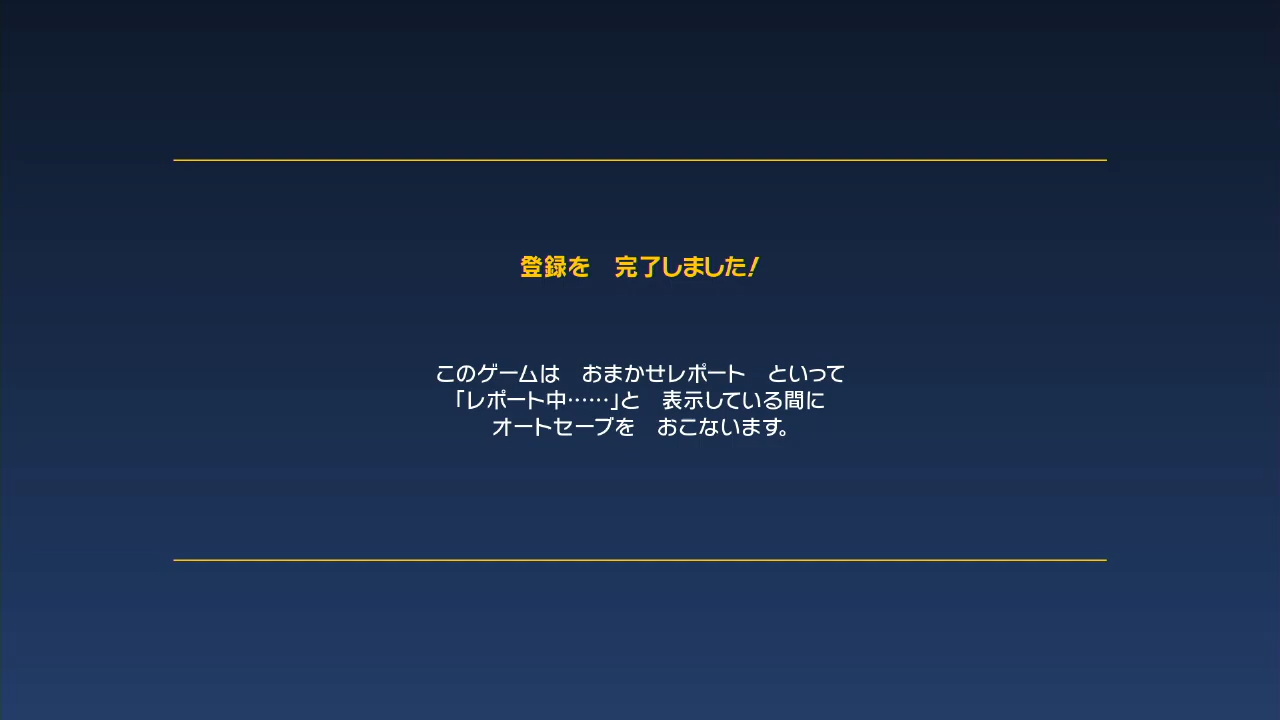 登録を　完了しました!
このゲームは　おまかせレポート　といって
「レポート中……」と　表示している間に
オートセーブを　おこないます。